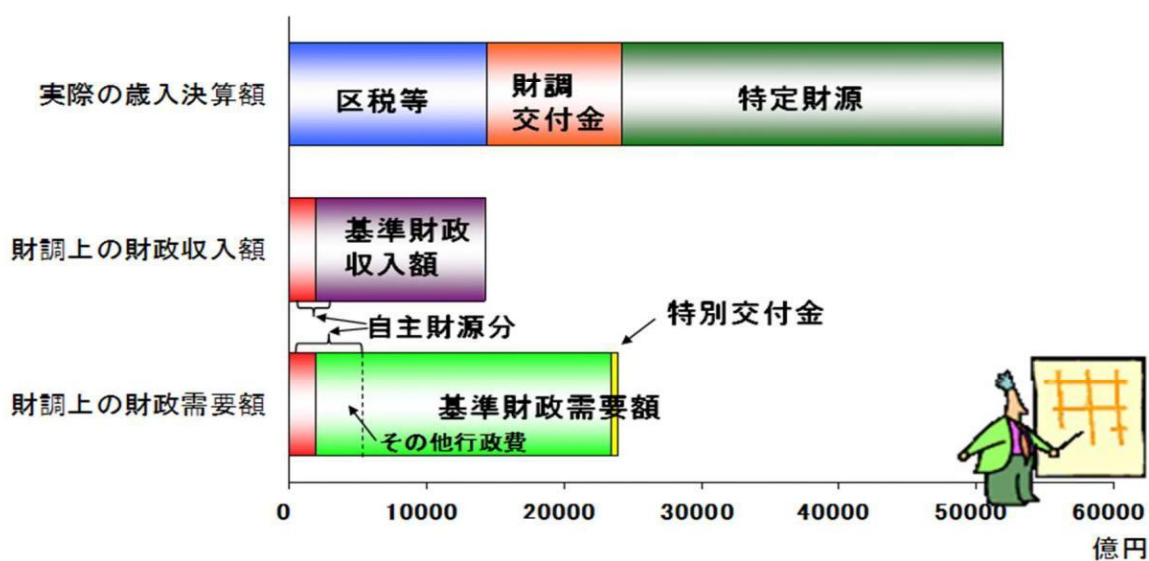 実際の歳入決算額
区税等
財調
交付金
特定財源
財調上の財政収入額
基準財政
収入額
自主財源分
特別交付金
財調上の財政需要額
基準財政需要額
その他行政費
0 10000 20000 30000 40000 50000 60000
億円